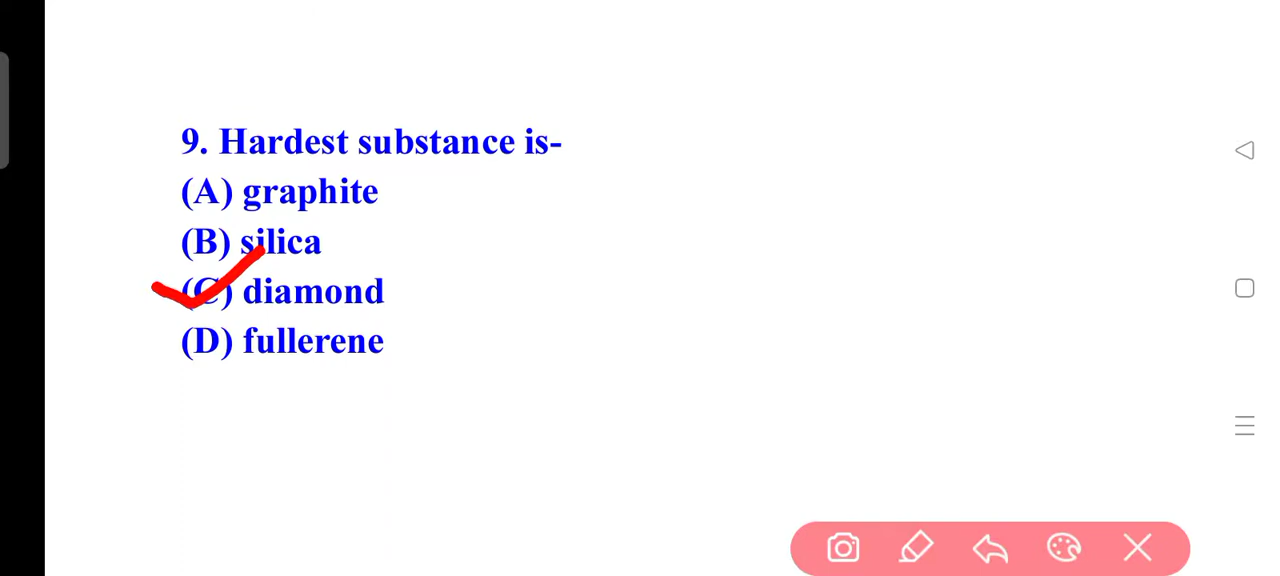 9. Hardest substance is-
(A) graphite
(B) silica
(C) diamond
(D) fullerene